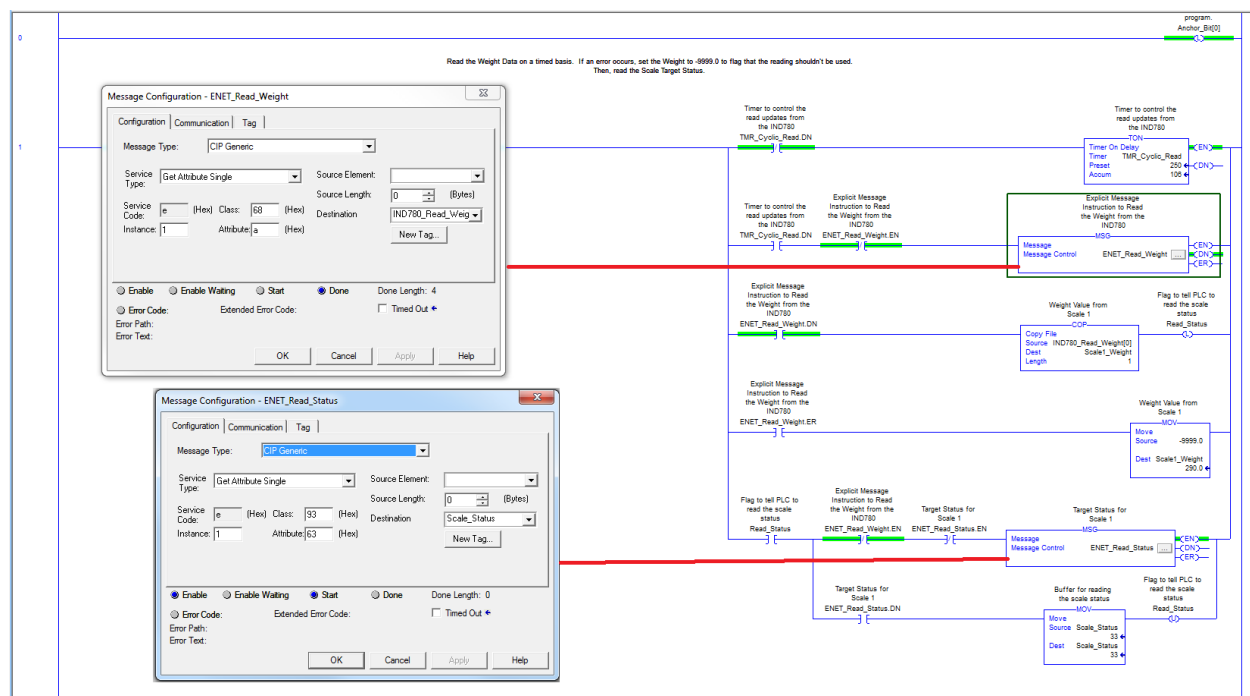 program.
Anchor_Bit[0]
L
0
Read the Weight Data on a timed basis. If an error occurs, set the Weight to -9999.0 to flag that the reading shouldn't be used.
Then, read the Scale Target Status.
1
Message Configuration - ENET_Read_Weight
Configuration Communication Tag
Message Type: CIP Generic
Service Type: Get Attribute Single
Source Element:
Source Length: 0 (Bytes)
Service Code: e (Hex) Class: 68 (Hex)
Destination IND780_Read_Weig
Instance: 1 Attribute: a (Hex)
New Tag...
Enable Enable Waiting Start Done Done Length: 4
Error Code: Extended Error Code: Timed Out
Error Path:
Error Text:
OK Cancel Apply Help
Message Configuration - ENET_Read_Status
Configuration Communication Tag
Message Type: CIP Generic
Service Type: Get Attribute Single
Source Element:
Source Length: 0 (Bytes)
Service Code: e (Hex) Class: 93 (Hex)
Destination Scale_Status
Instance: 1 Attribute: 63 (Hex)
New Tag...
Enable Enable Waiting Start Done Done Length: 0
Error Code: Extended Error Code: Timed Out
Error Path:
Error Text:
OK Cancel Apply Help
Timer to control the
read updates from
the IND780
TMR_Cyclic_Read.DN
Timer to control the
read updates from
the IND780
TON
Timer On Delay
Timer TMR_Cyclic_Read
Preset 250
Accum 106
EN
DN
Timer to control the
read updates from
the IND780
TMR_Cyclic_Read.DN
Explicit Message
Instruction to Read
the Weight from the
IND780
ENET_Read_Weight.EN
Explicit Message
Instruction to Read
the Weight from the
IND780
MSG
Message
Message Control ENET_Read_Weight ...
EN
DN
ER
Explicit Message
Instruction to Read
the Weight from the
IND780
ENET_Read_Weight.DN
Weight Value from
Scale 1
COP
Copy File
Source IND780_Read_Weight[0]
Dest Scale1_Weight
Length 1
Flag to tell PLC to
read the scale
status
Read_Status
L
Explicit Message
Instruction to Read
the Weight from the
IND780
ENET_Read_Weight.ER
Weight Value from
Scale 1
MOV
Move
Source -9999.0
Dest Scale1_Weight
290.0
Flag to tell PLC to
read the scale
status
Read_Status
Explicit Message
Instruction to Read
the Weight from the
IND780
ENET_Read_Weight.EN
Target Status for
Scale 1
ENET_Read_Status.EN
Target Status for
Scale 1
MSG
Message
Message Control ENET_Read_Status ...
EN
DN
ER
Target Status for
Scale 1
ENET_Read_Status.DN
Buffer for reading
the scale status
MOV
Move
Source Scale_Status
33
Dest Scale_Status
33
Flag to tell PLC to
read the scale
status
Read_Status
U